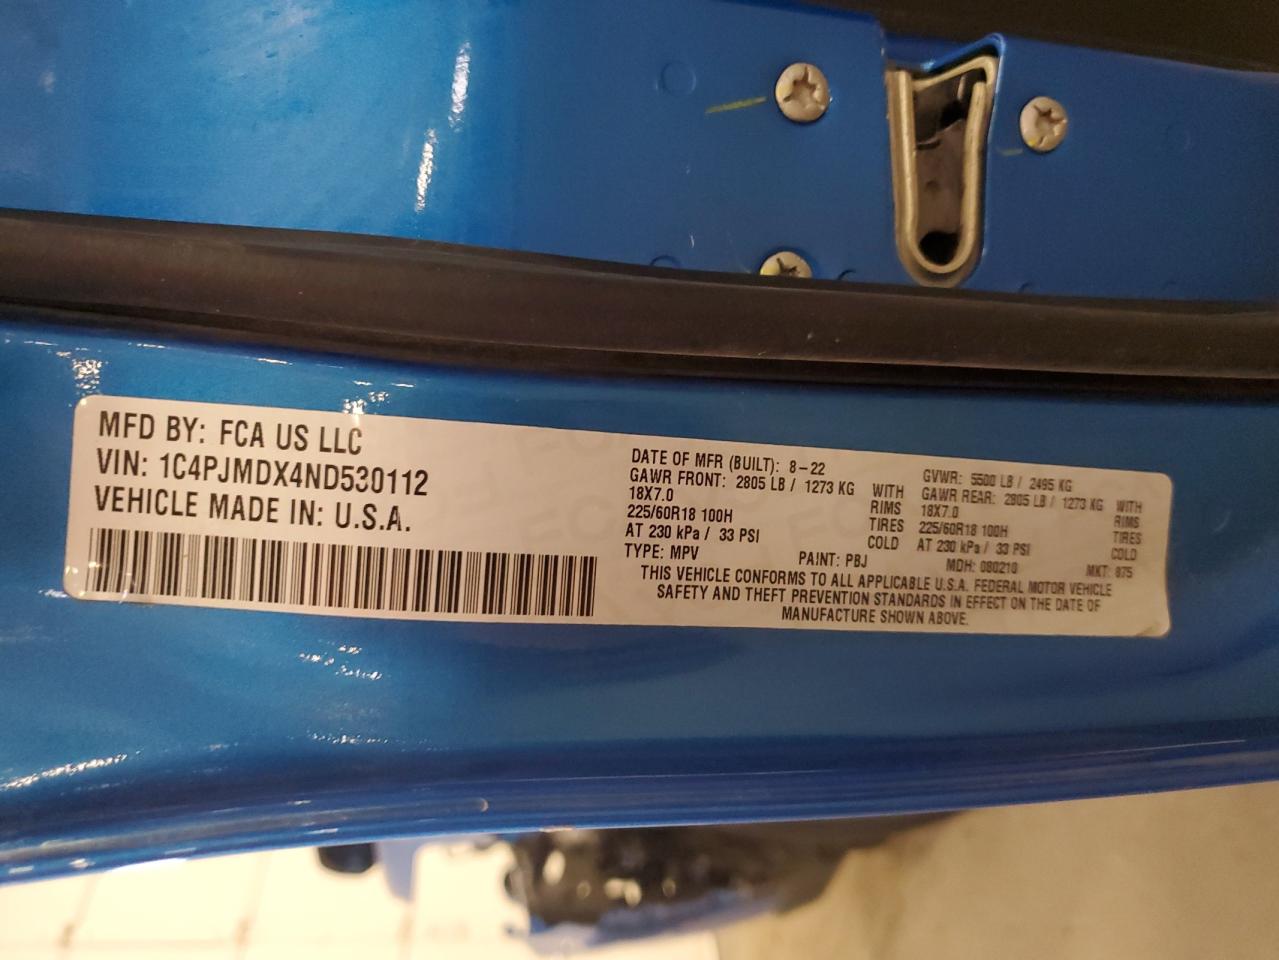 MFD BY: FCA US LLC
VIN: 1C4PJMDX4ND530112
VEHICLE MADE IN: U.S.A.
DATE OF MFR (BUILT): 8-22
GAWR FRONT: 2805 LB / 1273 KG WITH
18X7.0 RIMS
225/60R18 100H TIRES
AT 230 kPa / 33 PSI COLD
TYPE: MPV PAINT: PBJ
GVWR: 5500 LB / 2495 KG
GAWR REAR: 2805 LB / 1273 KG WITH
18X7.0 RIMS
225/60R18 100H TIRES
AT 230 kPa / 33 PSI COLD
MDH: 080210 MKT: 875
THIS VEHICLE CONFORMS TO ALL APPLICABLE U.S.A. FEDERAL MOTOR VEHICLE
SAFETY AND THEFT PREVENTION STANDARDS IN EFFECT ON THE DATE OF
MANUFACTURE SHOWN ABOVE.